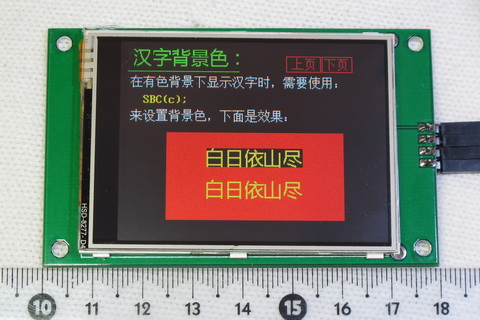 汉字背景色：
上页 下页
在有色背景下显示汉字时，需要使用：
SBC(c);
来设置背景色，下面是效果：
白日依山尽
白日依山尽
10 11 12 13 14 15 16 17 18